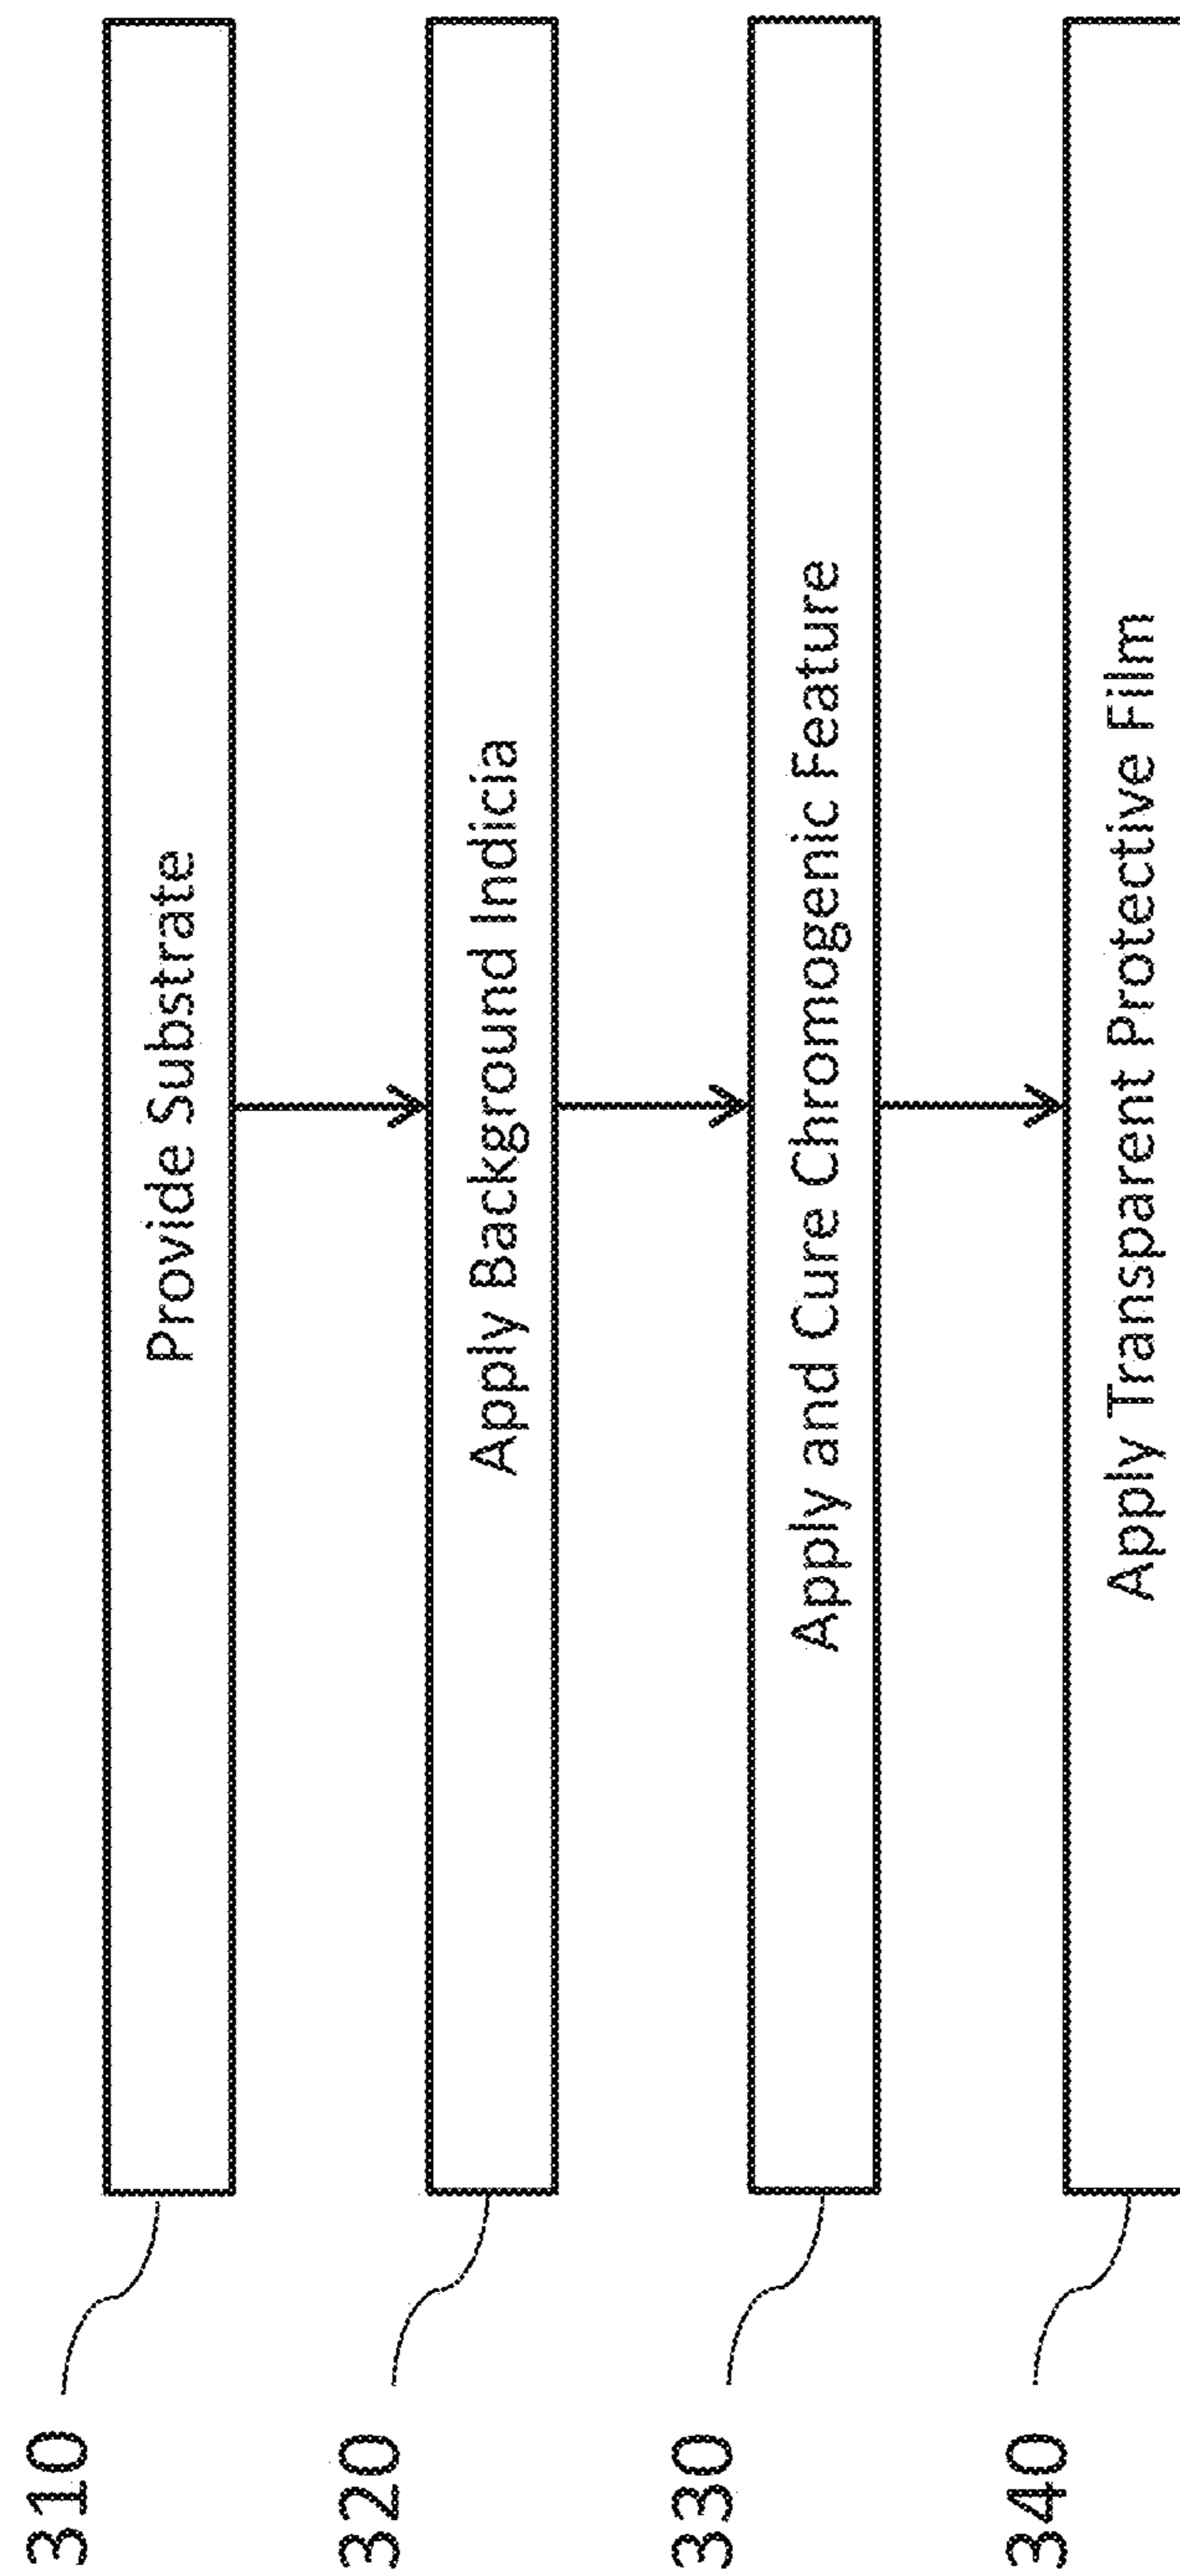 310
Provide Substrate
320
Apply Background Indicia
330
Apply and Cure Chromogenic Feature
340
Apply Transparent Protective Film